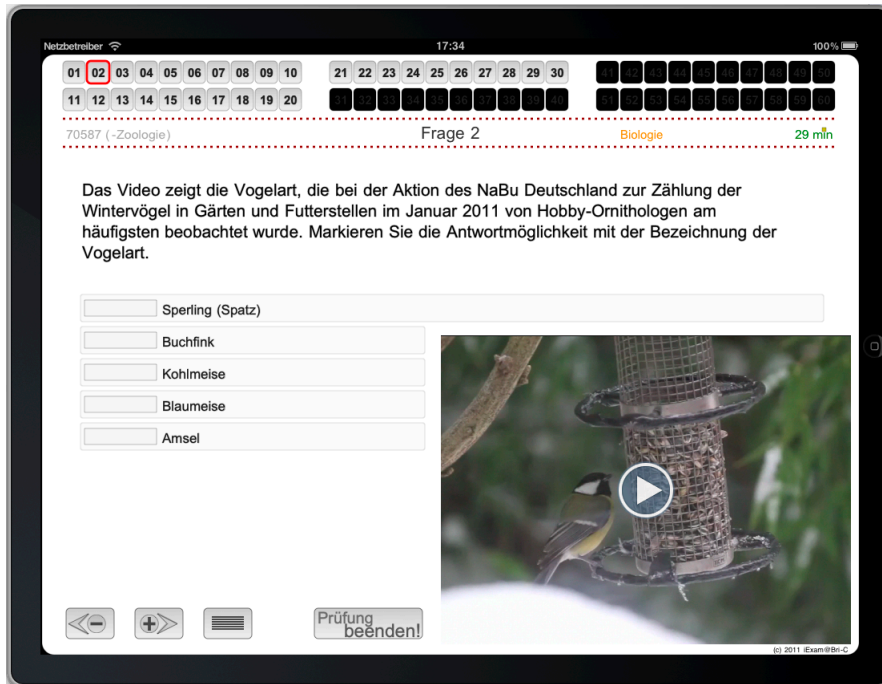 Netzbetreiber 17:34 100%
01 02 03 04 05 06 07 08 09 10 21 22 23 24 25 26 27 28 29 30 41 42 43 44 45 46 47 48 49 50
11 12 13 14 15 16 17 18 19 20 31 32 33 34 35 36 37 38 39 40 51 52 53 54 55 56 57 58 59 60
70587 (-Zoologie) Frage 2 Biologie 29 min
Das Video zeigt die Vogelart, die bei der Aktion des NaBu Deutschland zur Zählung der
Wintervögel in Gärten und Futterstellen im Januar 2011 von Hobby-Ornithologen am
häufigsten beobachtet wurde. Markieren Sie die Antwortmöglichkeit mit der Bezeichnung der
Vogelart.
Sperling (Spatz)
Buchfink
Kohlmeise
Blaumeise
Amsel
Prüfung
beenden!
(c) 2011 iExam@Bri-C